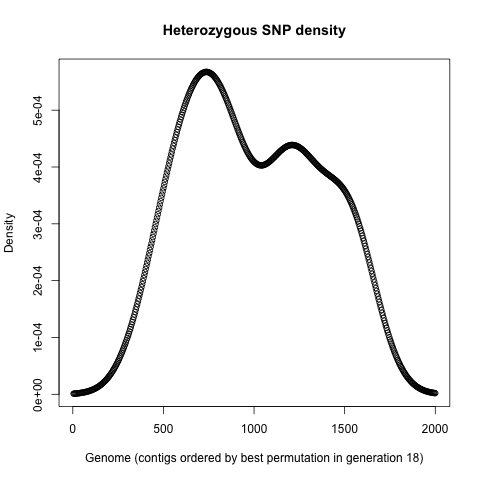 Heterozygous SNP density
Density
5e-04
4e-04
3e-04
2e-04
1e-04
0e+00
0 500 1000 1500 2000
Genome (contigs ordered by best permutation in generation 18)